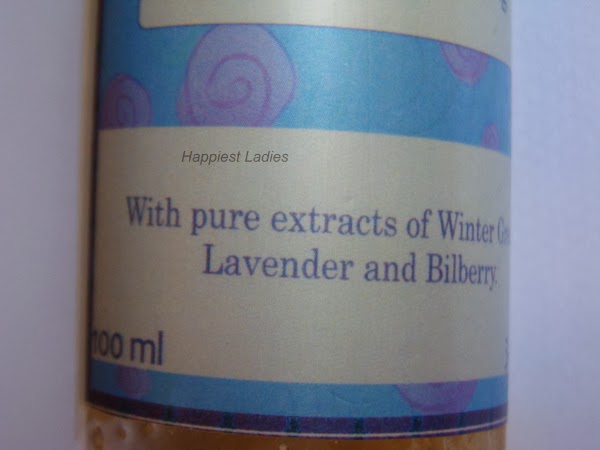 Happiest Ladies
With pure extracts of Winter
Lavender and Bilberry.
100 ml